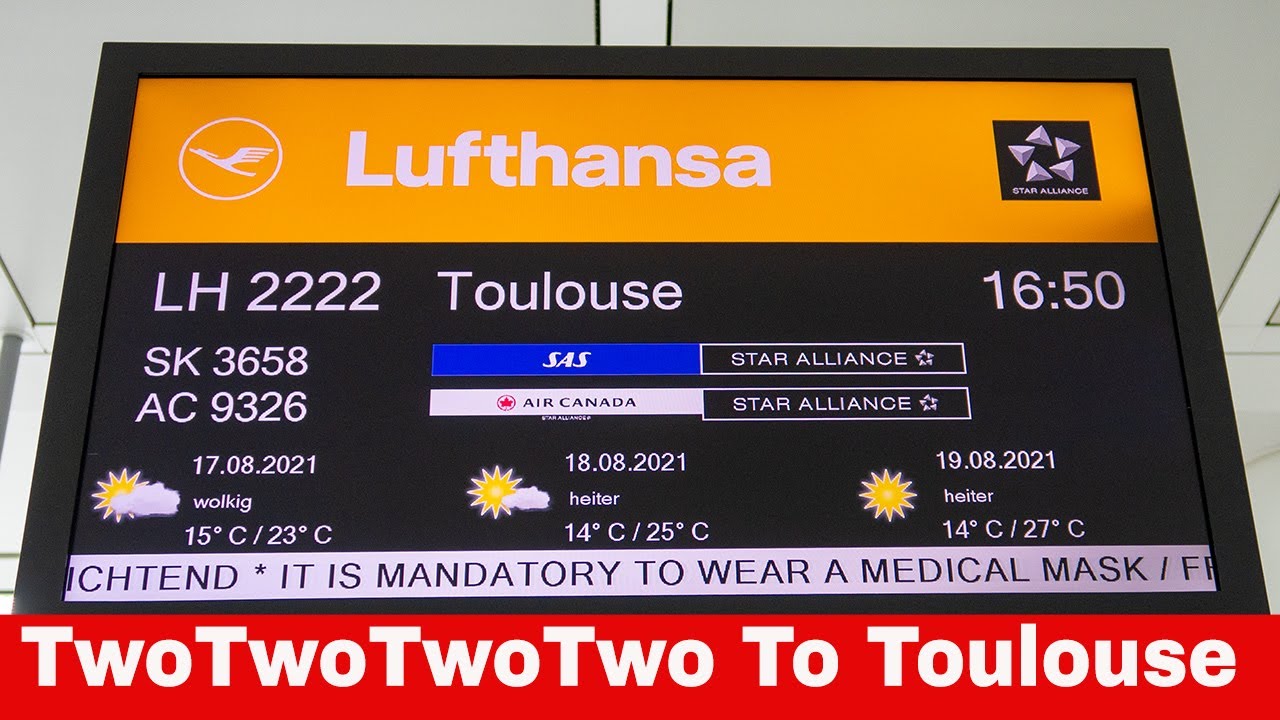 Lufthansa
STAR ALLIANCE
LH 2222 Toulouse 16:50
SK 3658 SAS STAR ALLIANCE
AC 9326 AIR CANADA STAR ALLIANCE
STAR ALLIANCE
17.08.2021 18.08.2021 19.08.2021
wolkig heiter heiter
15° C / 23° C 14° C / 25° C 14° C / 27° C
ICHTEND * IT IS MANDATORY TO WEAR A MEDICAL MASK / FF
TwoTwoTwoTwo To Toulouse